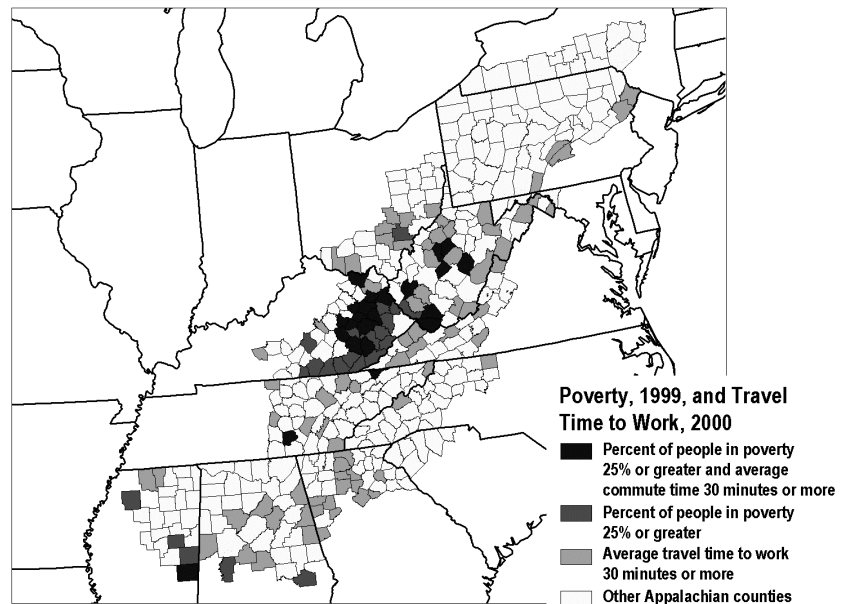 Poverty, 1999, and Travel
Time to Work, 2000
Percent of people in poverty
25% or greater and average
commute time 30 minutes or more
Percent of people in poverty
25% or greater
Average travel time to work
30 minutes or more
Other Appalachian counties